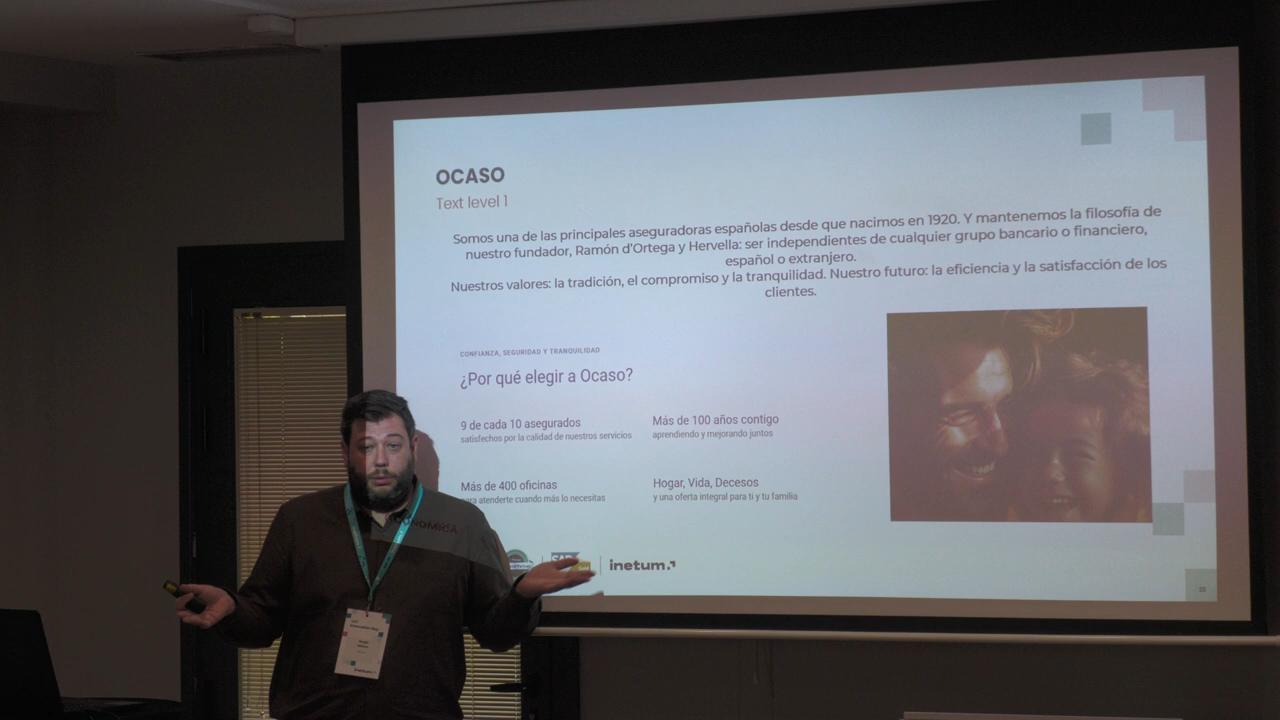 OCASO
Text level 1
Somos una de las principales aseguradoras españolas desde que nacimos en 1920. Y mantenemos la filosofía de
nuestro fundador, Ramón d'Ortega y Hervella: ser independientes de cualquier grupo bancario o financiero,
español o extranjero.
Nuestros valores: la tradición, el compromiso y la tranquilidad. Nuestro futuro: la eficiencia y la satisfacción de los
clientes.
CONFIANZA, SEGURIDAD Y TRANQUILIDAD
¿Por qué elegir a Ocaso?
9 de cada 10 asegurados
satisfechos por la calidad de nuestros servicios
Más de 100 años contigo
aprendiendo y mejorando juntos
Más de 400 oficinas
para atenderte cuando más lo necesitas
Hogar, Vida, Decesos
y una oferta integral para ti y tu familia
CONÓMICA
SAP
inetum.
inetum.